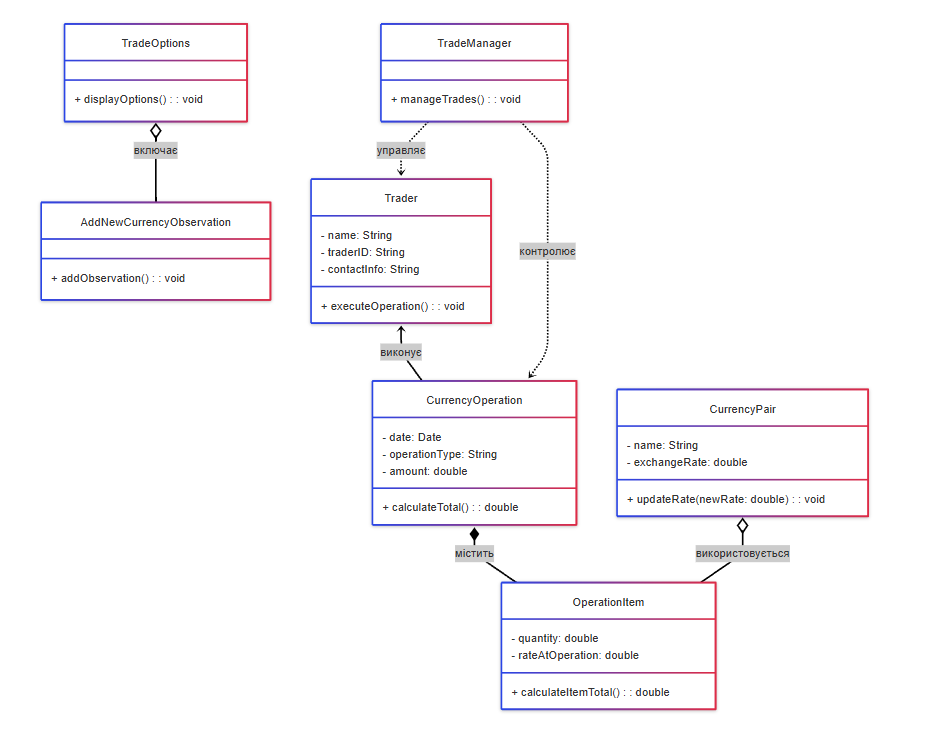 TradeOptions
+ displayOptions() : : void
включає
AddNewCurrencyObservation
+ addObservation() : : void
TradeManager
+ manageTrades() : : void
управляє
контролює
Trader
- name: String
- traderID: String
- contactInfo: String
+ executeOperation() : : void
виконує
CurrencyOperation
- date: Date
- operationType: String
- amount: double
+ calculateTotal() : : double
CurrencyPair
- name: String
- exchangeRate: double
+ updateRate(newRate: double) : : void
містить
використовується
OperationItem
- quantity: double
- rateAtOperation: double
+ calculateItemTotal() : : double